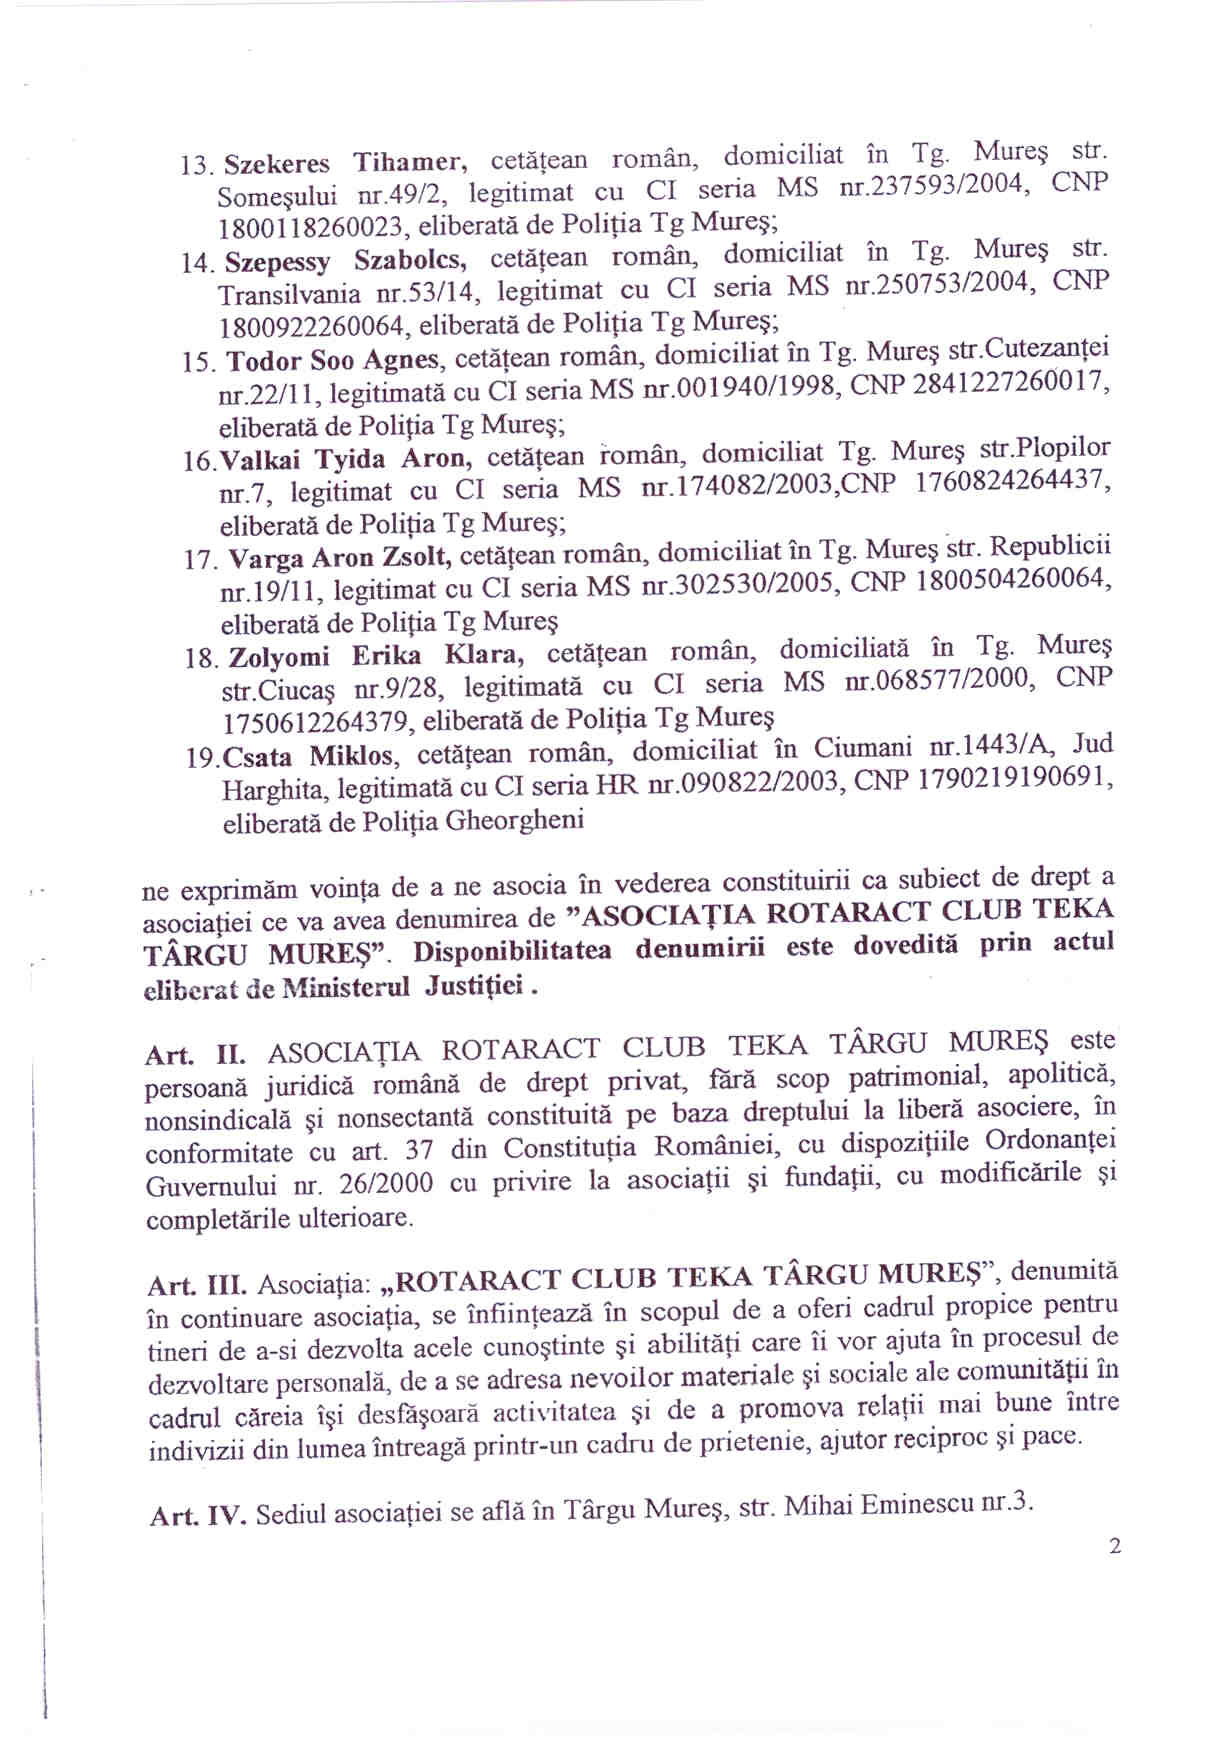 13. Szekeres Tihamer, cetăţean român, domiciliat în Tg. Mureş str.
Someşului nr.49/2, legitimat cu CI seria MS nr.237593/2004, CNP
1800118260023, eliberată de Poliţia Tg Mureş;
14. Szepessy Szabolcs, cetăţean român, domiciliat în Tg. Mureş str.
Transilvania nr.53/14, legitimat cu CI seria MS nr.250753/2004, CNP
1800922260064, eliberată de Poliţia Tg Mureş;
15. Todor Soo Agnes, cetăţean român, domiciliat în Tg. Mureş str.Cutezanţei
nr.22/11, legitimată cu CI seria MS nr.001940/1998, CNP 2841227260017,
eliberată de Poliţia Tg Mureş;
16.Valkai Tyida Aron, cetăţean român, domiciliat Tg. Mureş str.Plopilor
nr.7, legitimat cu CI seria MS nr.174082/2003,CNP 1760824264437,
eliberată de Poliţia Tg Mureş;
17. Varga Aron Zsolt, cetăţean român, domiciliat în Tg. Mureş str. Republicii
nr.19/11, legitimat cu CI seria MS nr.302530/2005, CNP 1800504260064,
eliberată de Poliţia Tg Mureş
18. Zolyomi Erika Klara, cetăţean român, domiciliată în Tg. Mureş
str.Ciucaş nr.9/28, legitimată cu CI seria MS nr.068577/2000, CNP
1750612264379, eliberată de Poliţia Tg Mureş
19.Csata Miklos, cetăţean român, domiciliat în Ciumani nr.1443/A, Jud
Harghita, legitimată cu CI seria HR nr.090822/2003, CNP 1790219190691,
eliberată de Poliţia Gheorgheni
ne exprimăm voinţa de a ne asocia în vederea constituirii ca subiect de drept a
asociaţiei ce va avea denumirea de ”ASOCIAŢIA ROTARACT CLUB TEKA
TÂRGU MUREŞ”. Disponibilitatea denumirii este dovedită prin actul
eliberat de Ministerul Justiţiei .
Art. II. ASOCIAŢIA ROTARACT CLUB TEKA TÂRGU MUREŞ este
persoană juridică română de drept privat, fără scop patrimonial, apolitică,
nonsindicală şi nonsectantă constituită pe baza dreptului la liberă asociere, în
conformitate cu art. 37 din Constituţia României, cu dispoziţiile Ordonanţei
Guvernului nr. 26/2000 cu privire la asociaţii şi fundaţii, cu modificările şi
completările ulterioare.
Art. III. Asociaţia: „ROTARACT CLUB TEKA TÂRGU MUREŞ”, denumită
în continuare asociaţia, se înfiinţează în scopul de a oferi cadrul propice pentru
tineri de a-si dezvolta acele cunoştinte şi abilităţi care îi vor ajuta în procesul de
dezvoltare personală, de a se adresa nevoilor materiale şi sociale ale comunităţii în
cadrul căreia îşi desfăşoară activitatea şi de a promova relaţii mai bune între
indivizii din lumea întreagă printr-un cadru de prietenie, ajutor reciproc şi pace.
Art. IV. Sediul asociaţiei se află în Târgu Mureş, str. Mihai Eminescu nr.3.
2